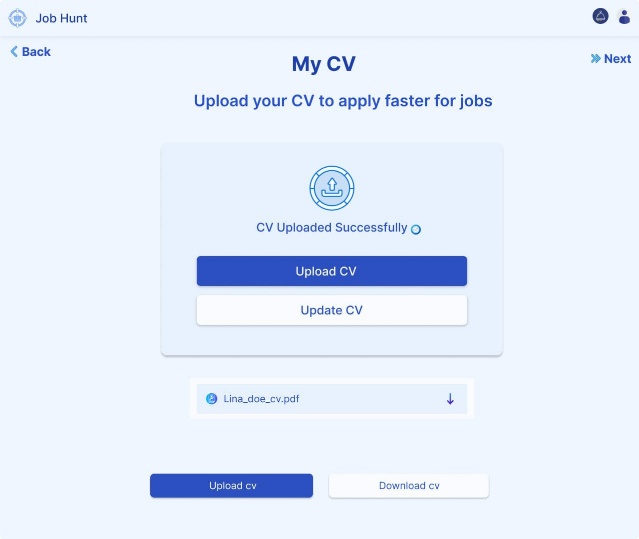 Job Hunt
Back
Next
My CV
Upload your CV to apply faster for jobs
CV Uploaded Successfully
Upload CV
Update CV
Lina_doe_cv.pdf
Upload cv
Download cv